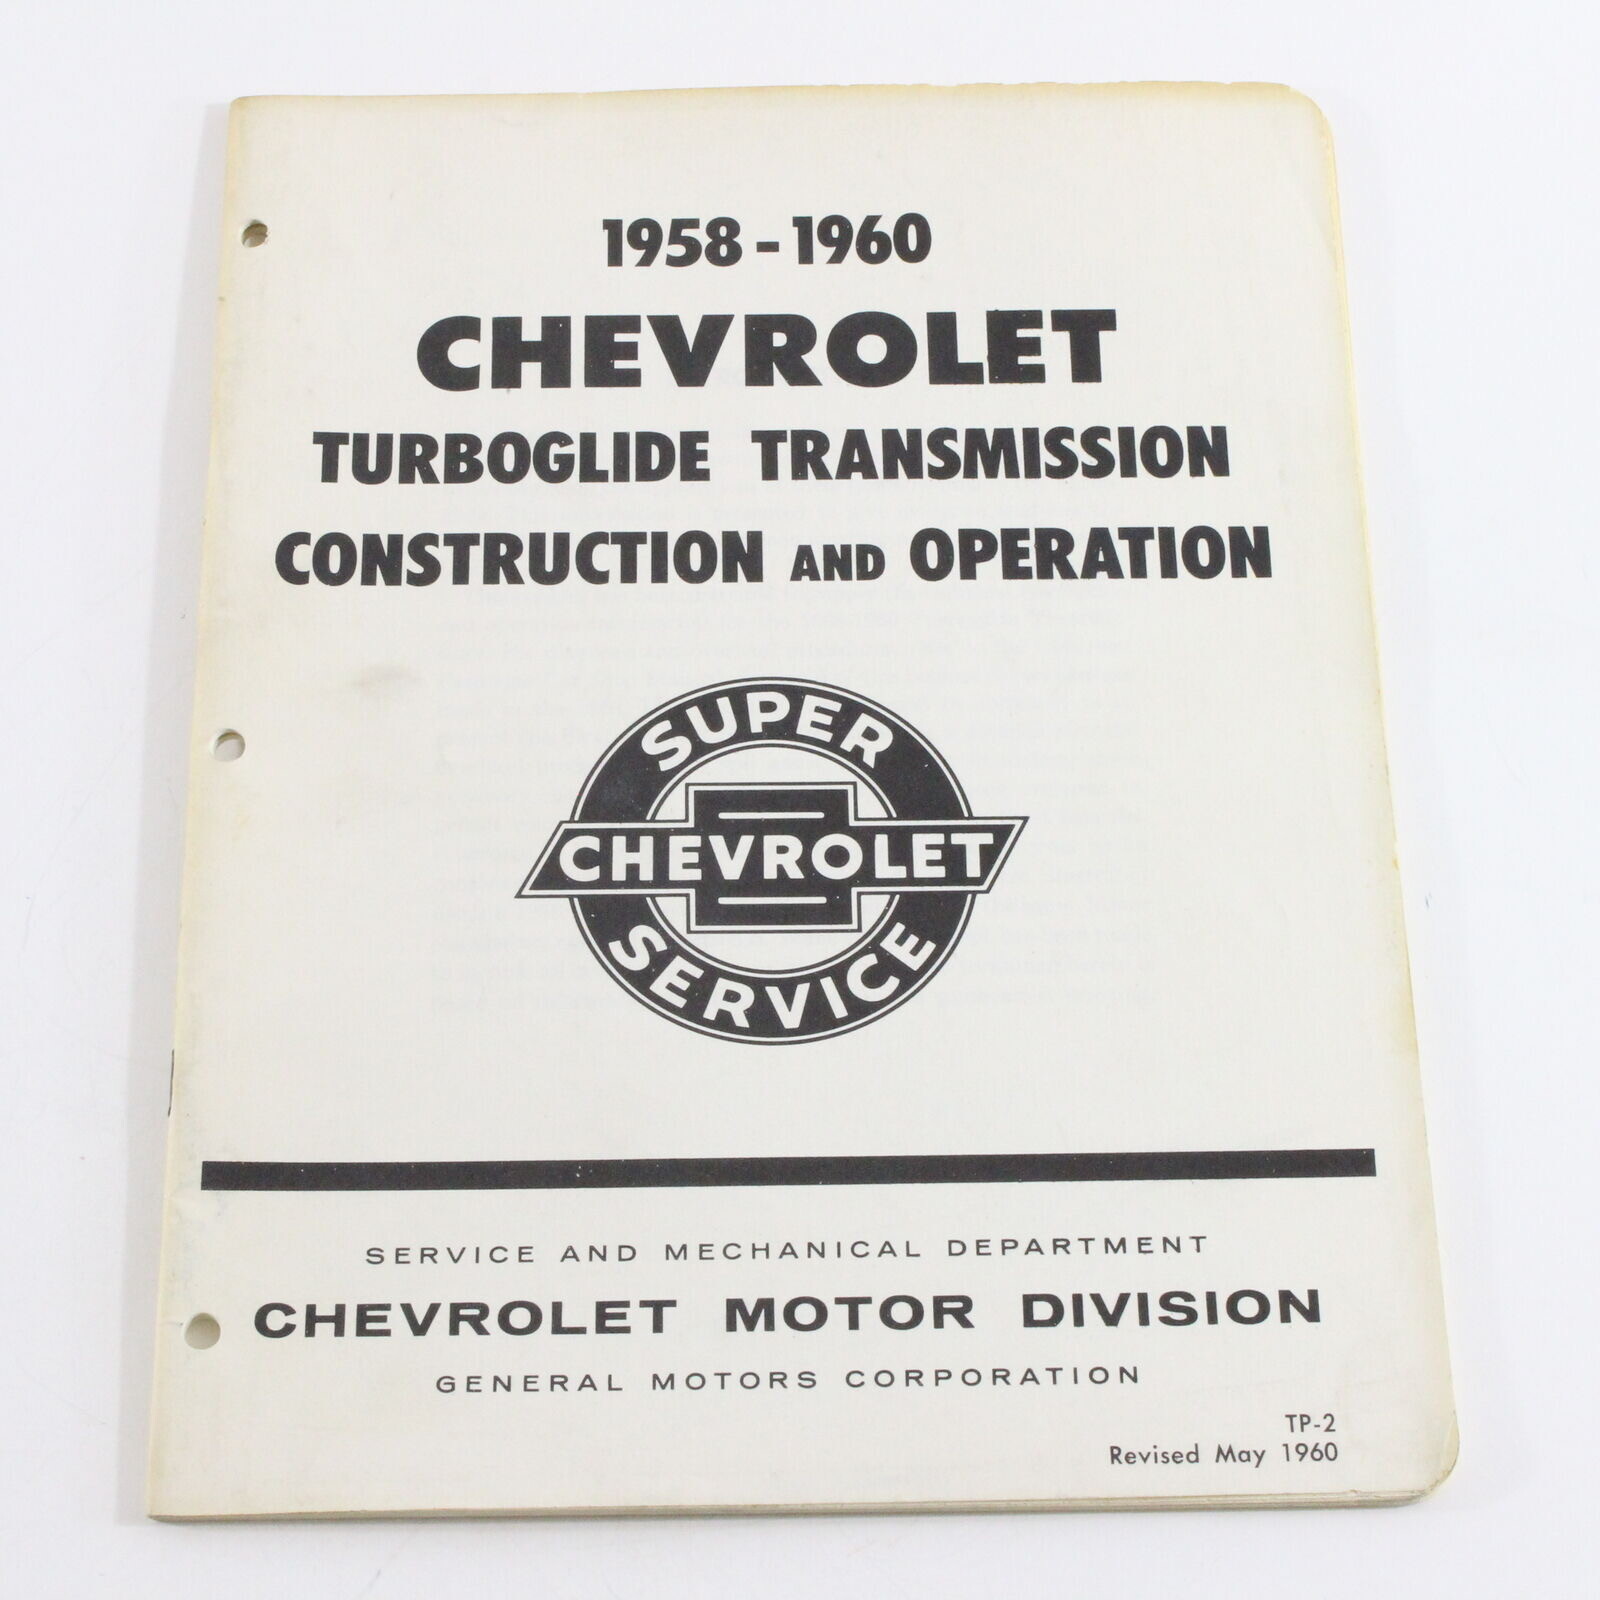 1958 - 1960
CHEVROLET
TURBOGLIDE TRANSMISSION
CONSTRUCTION AND OPERATION
SUPER
CHEVROLET
SERVICE
SERVICE AND MECHANICAL DEPARTMENT
CHEVROLET MOTOR DIVISION
GENERAL MOTORS CORPORATION
TP-2
Revised May 1960